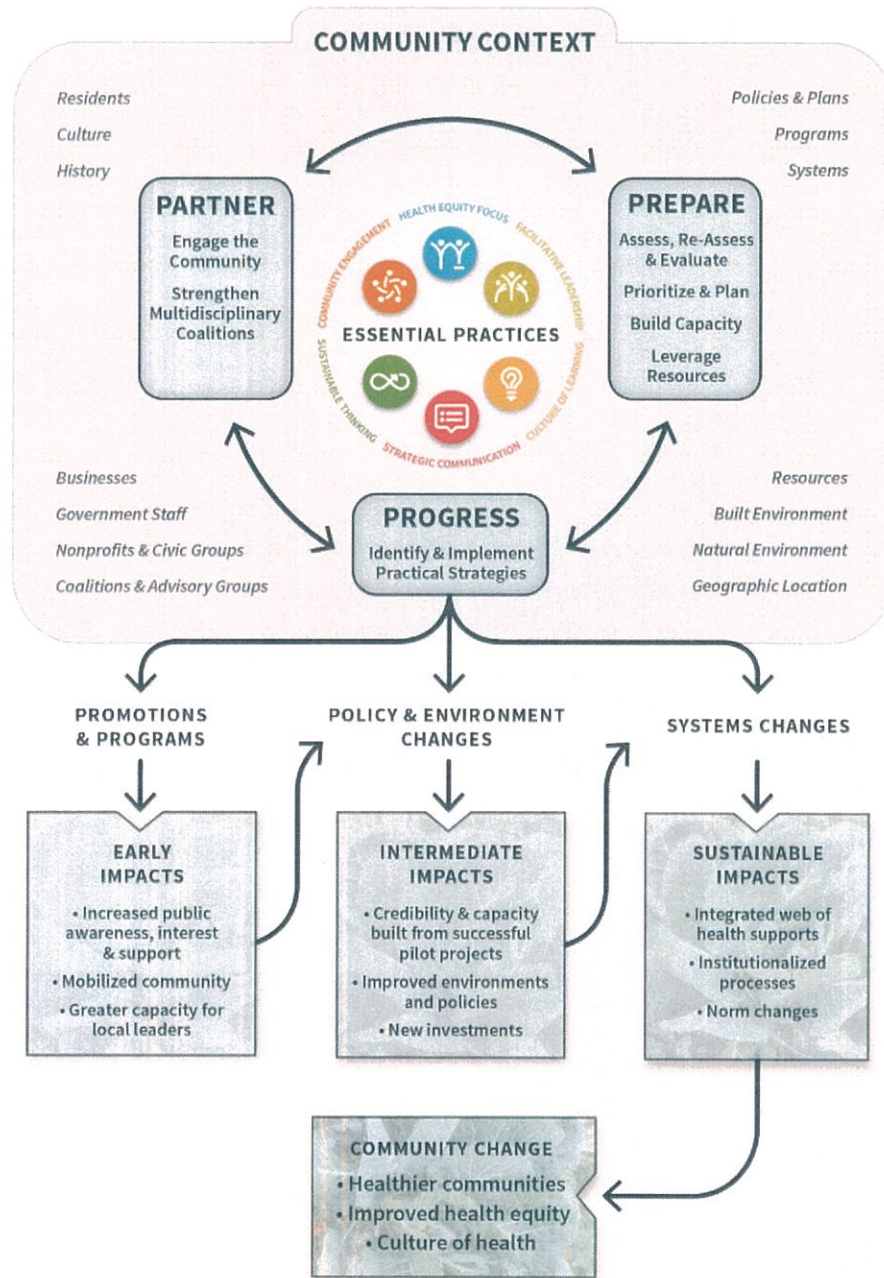 COMMUNITY CONTEXT
Residents
Culture
History
Policies & Plans
Programs
Systems
PARTNER
Engage the
Community
Strengthen
Multidisciplinary
Coalitions
COMMUNITY ENGAGEMENT
HEALTH EQUITY FOCUS
FACILITATIVE LEADERSHIP
ESSENTIAL PRACTICES
SUSTAINABLE THINKING
STRATEGIC COMMUNICATION
CULTURE OF LEARNING
PREPARE
Assess, Re-Assess
& Evaluate
Prioritize & Plan
Build Capacity
Leverage
Resources
Businesses
Government Staff
Nonprofits & Civic Groups
Coalitions & Advisory Groups
PROGRESS
Identify & Implement
Practical Strategies
Resources
Built Environment
Natural Environment
Geographic Location
PROMOTIONS
& PROGRAMS
POLICY & ENVIRONMENT
CHANGES
SYSTEMS CHANGES
EARLY
IMPACTS
• Increased public
awareness, interest
& support
• Mobilized community
• Greater capacity for
local leaders
INTERMEDIATE
IMPACTS
• Credibility & capacity
built from successful
pilot projects
• Improved environments
and policies
• New investments
SUSTAINABLE
IMPACTS
• Integrated web of
health supports
• Institutionalized
processes
• Norm changes
COMMUNITY CHANGE
• Healthier communities
• Improved health equity
• Culture of health